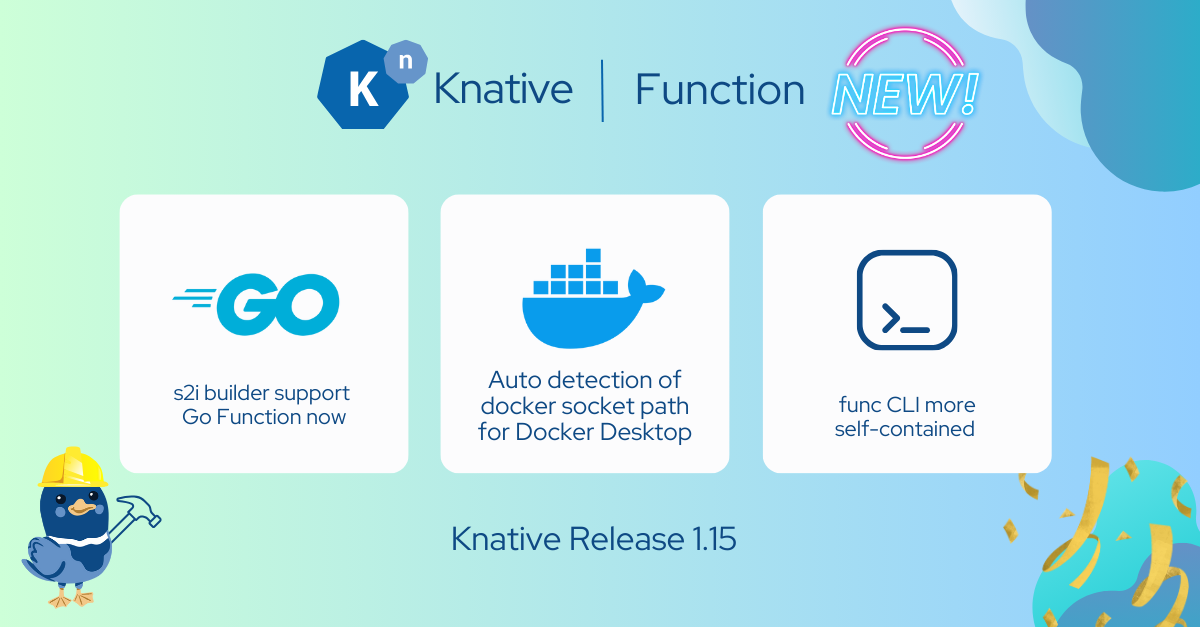 K n Knative | Function NEW!
GO
s2i builder support
Go Function now
Auto detection of
docker socket path
for Docker Desktop
>_
func CLI more
self-contained
Knative Release 1.15